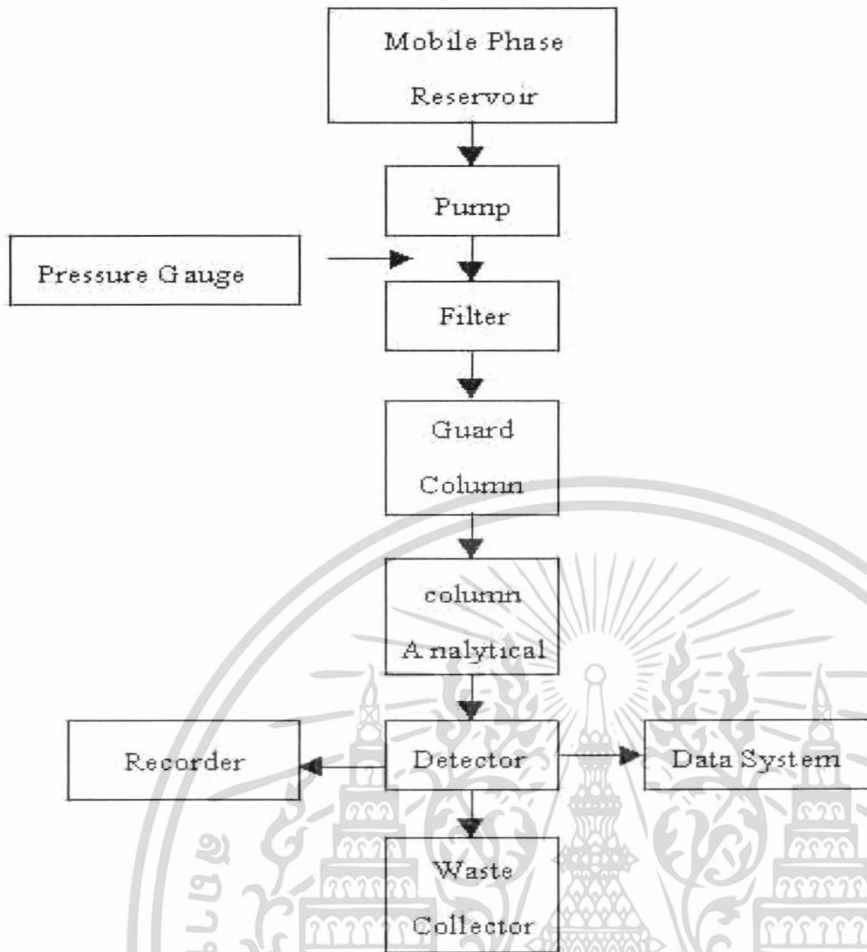 Mobile Phase
Reservoir
Pump
Pressure Gauge
Filter
Guard
Column
column
Analytical
Recorder
Detector
Data System
Waste
Collector